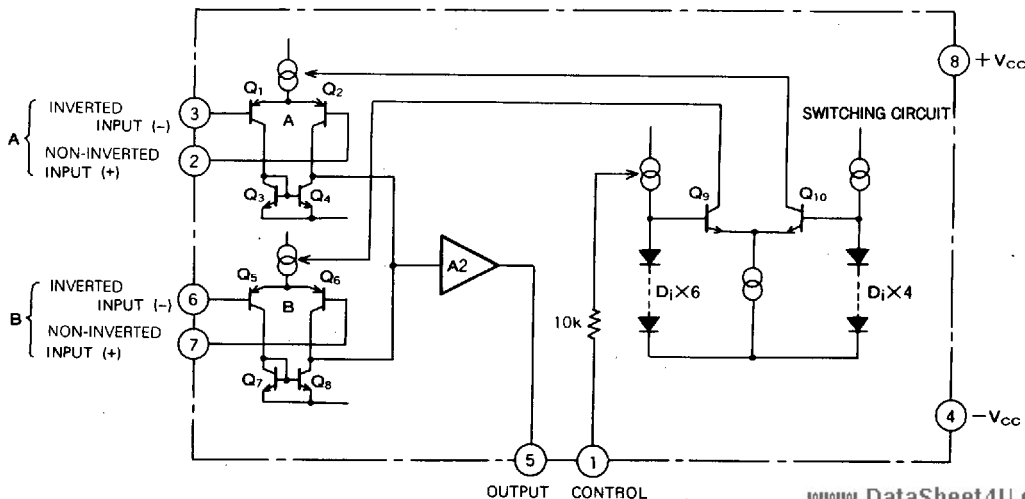 8 +VCC
SWITCHING CIRCUIT
Q1 Q2
A
3 INVERTED INPUT (−)
2 NON-INVERTED INPUT (+)
A
Q3 Q4
Q9 Q10
Q5 Q6
B
6 INVERTED INPUT (−)
7 NON-INVERTED INPUT (+)
B
Q7 Q8
A2
10k
Di×6
Di×4
4 −VCC
5 1
OUTPUT CONTROL
www.DataSheet4U.c